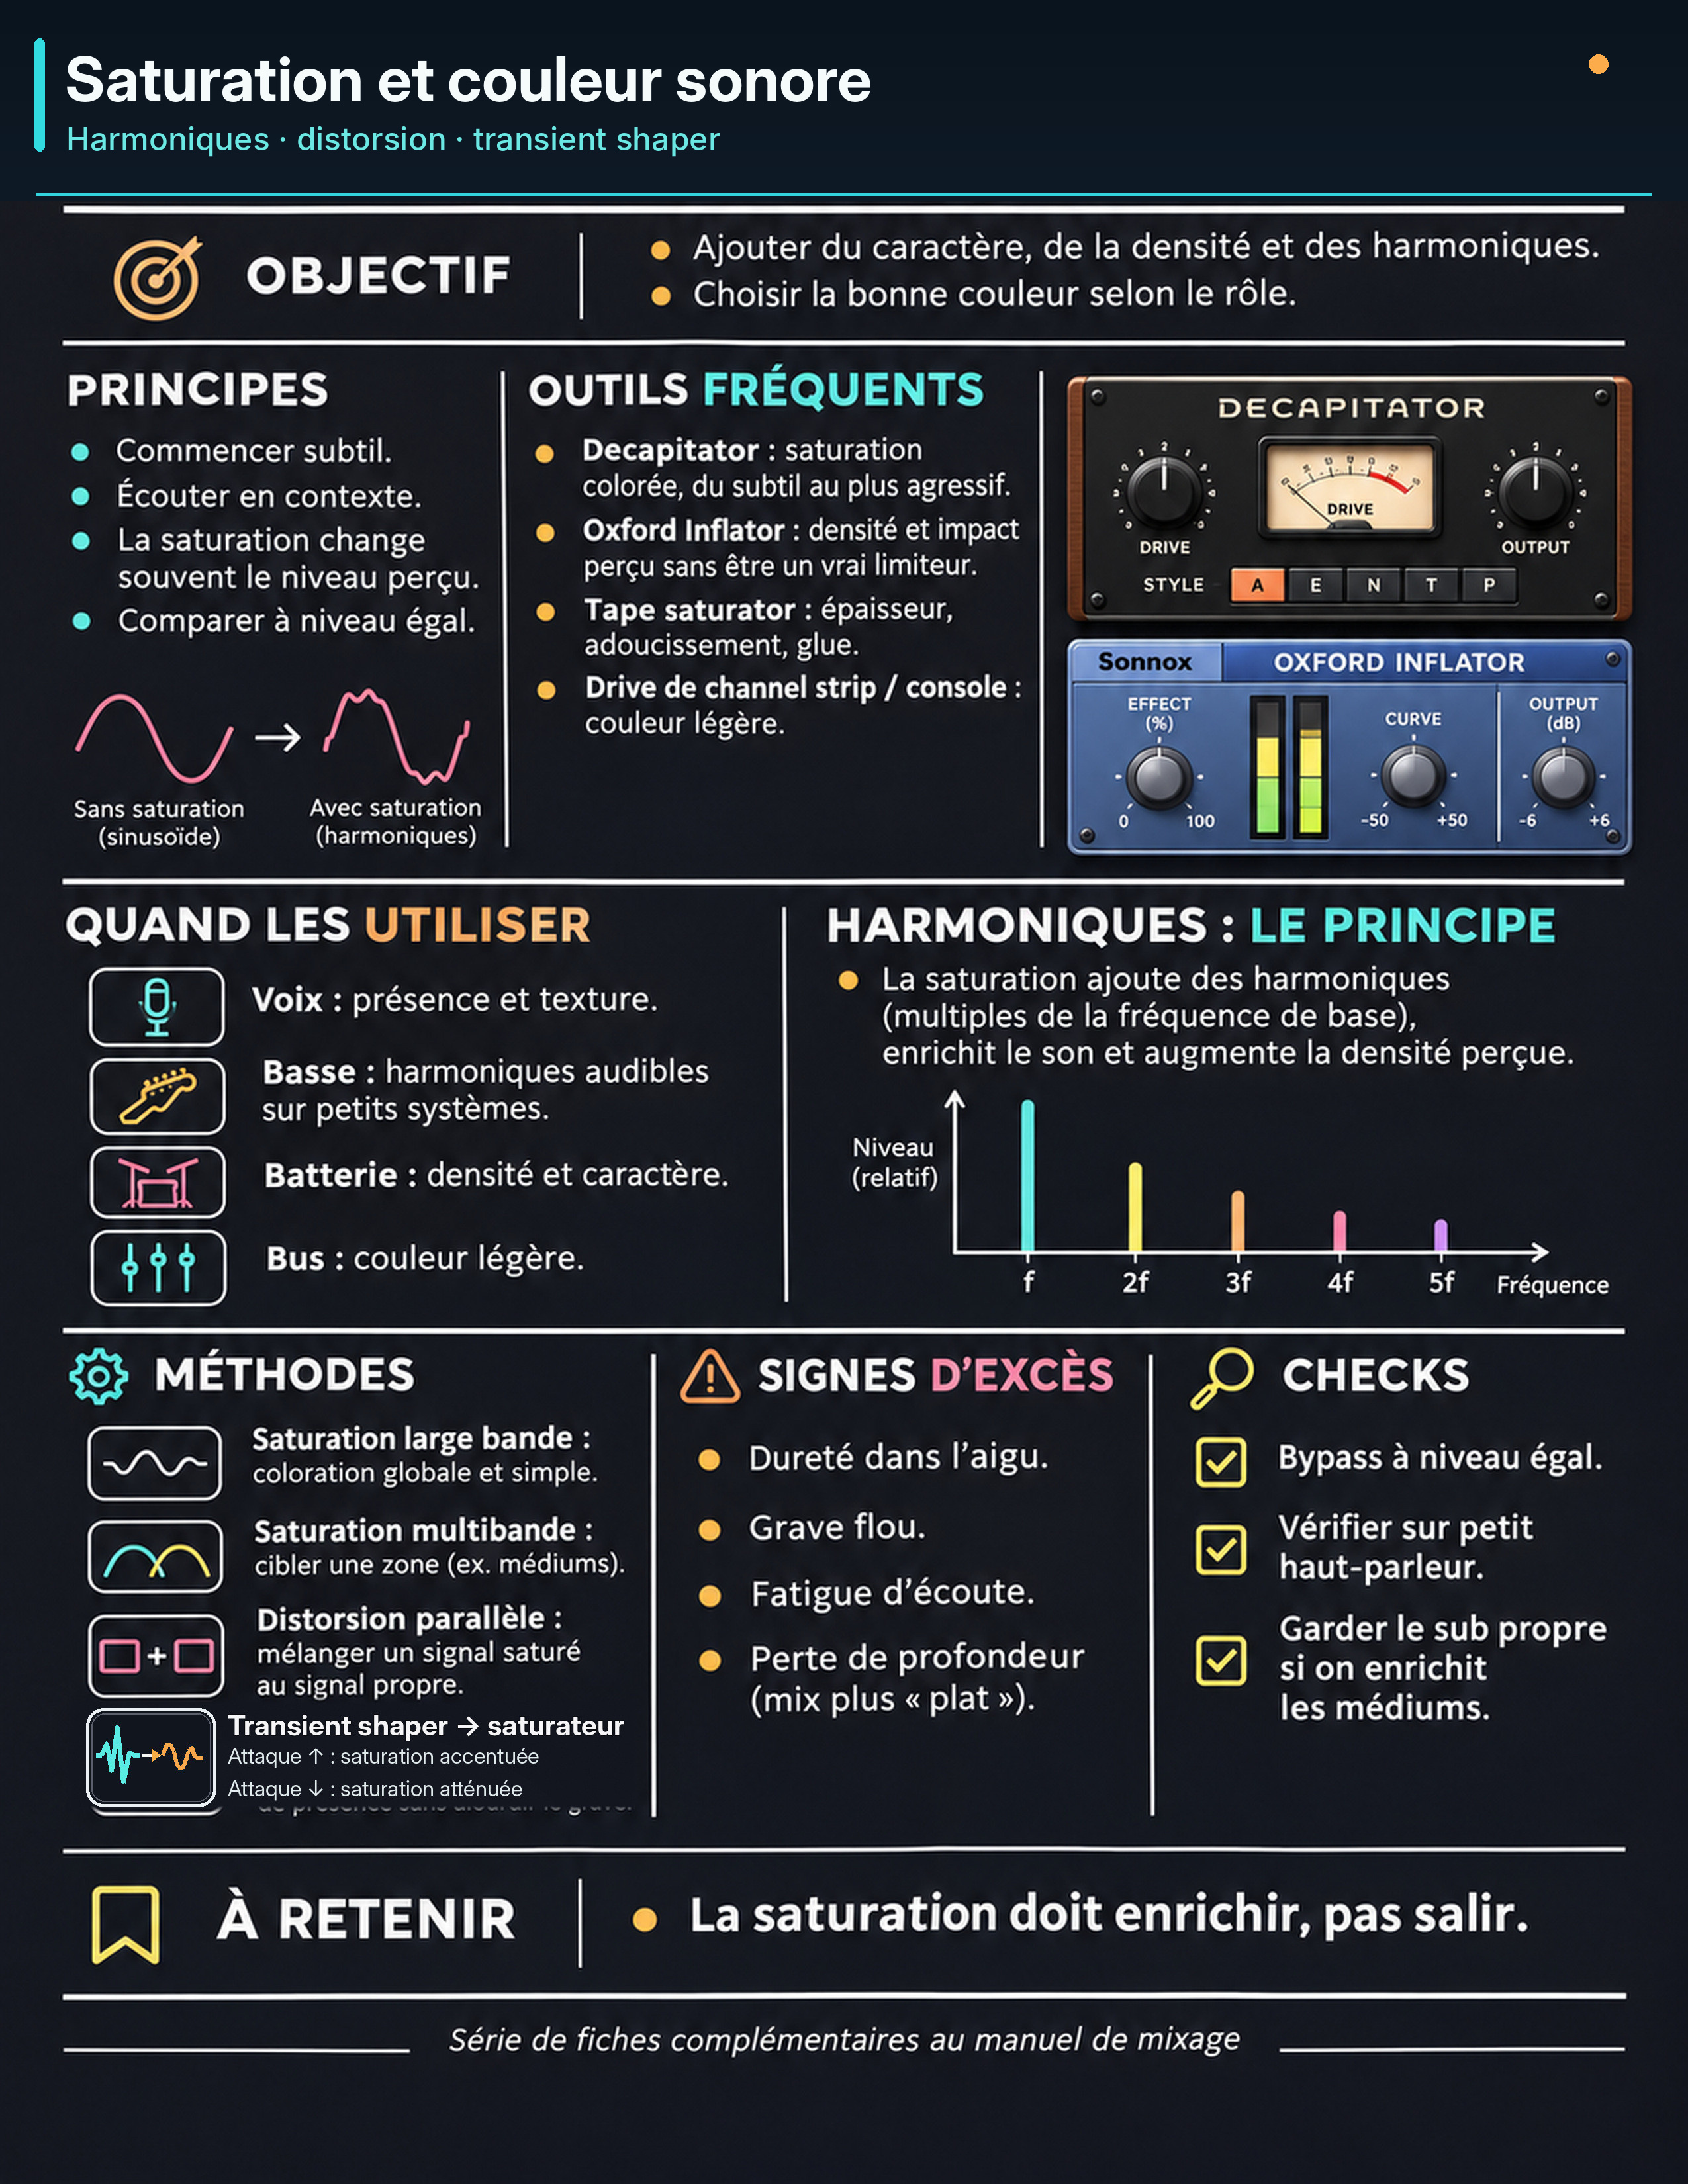 Saturation et couleur sonore
Harmoniques · distorsion · transient shaper
OBJECTIF
Ajouter du caractère, de la densité et des harmoniques.
Choisir la bonne couleur selon le rôle.
PRINCIPES
Commencer subtil.
Écouter en contexte.
La saturation change
souvent le niveau perçu.
Comparer à niveau égal.
Sans saturation
(sinusoïde)
→
Avec saturation
(harmoniques)
OUTILS FRÉQUENTS
Decapitator : saturation
colorée, du subtil au plus agressif.
Oxford Inflator : densité et impact
perçu sans être un vrai limiteur.
Tape saturator : épaisseur,
adoucissement, glue.
Drive de channel strip / console :
couleur légère.
DECAPITATOR
DRIVE
DRIVE
OUTPUT
STYLE A E N T P
Sonnox OXFORD INFLATOR
EFFECT
(%)
0 100
CURVE
-50 +50
OUTPUT
(dB)
-6 +6
QUAND LES UTILISER
Voix : présence et texture.
Basse : harmoniques audibles
sur petits systèmes.
Batterie : densité et caractère.
Bus : couleur légère.
HARMONIQUES : LE PRINCIPE
La saturation ajoute des harmoniques
(multiples de la fréquence de base),
enrichit le son et augmente la densité perçue.
Niveau
(relatif)
f 2f 3f 4f 5f Fréquence
MÉTHODES
Saturation large bande :
coloration globale et simple.
Saturation multibande :
cibler une zone (ex. médiums).
Distorsion parallèle :
mélanger un signal saturé
au signal propre.
Transient shaper → saturateur
Attaque ↑ : saturation accentuée
Attaque ↓ : saturation atténuée
SIGNES D'EXCÈS
Dureté dans l'aigu.
Grave flou.
Fatigue d'écoute.
Perte de profondeur
(mix plus « plat »).
CHECKS
Bypass à niveau égal.
Vérifier sur petit
haut-parleur.
Garder le sub propre
si on enrichit
les médiums.
À RETENIR
La saturation doit enrichir, pas salir.
Série de fiches complémentaires au manuel de mixage